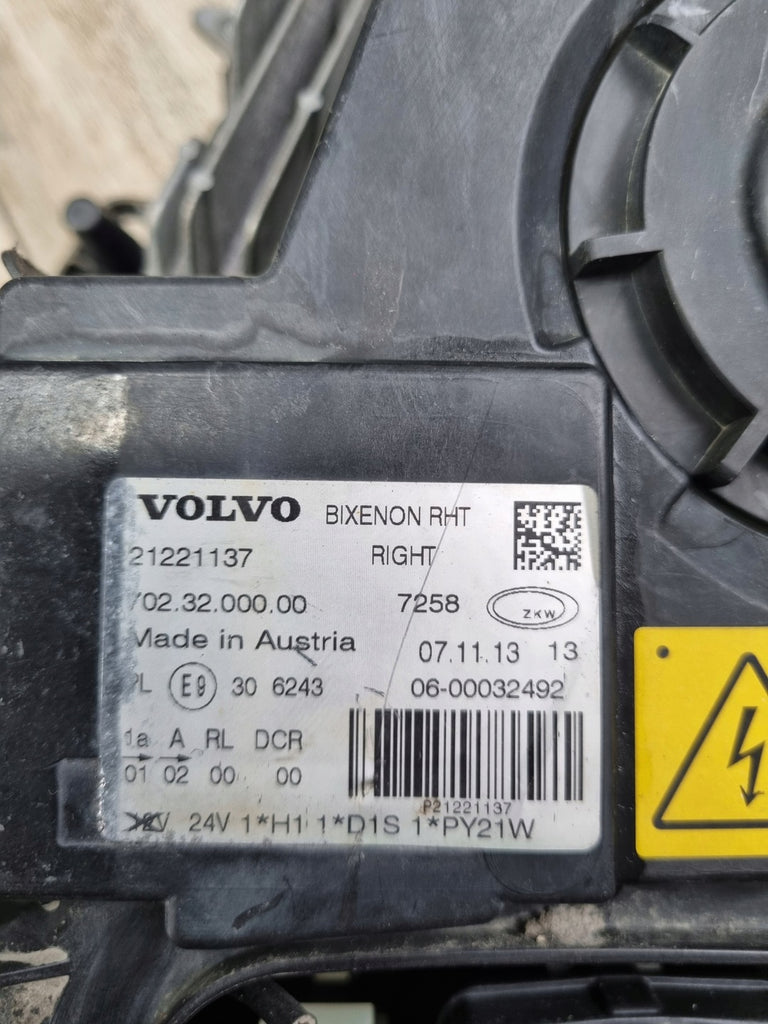 VOLVO BIXENON RHT
21221137 RIGHT
702.32.000.00 7258 ZKW
Made in Austria 07.11.13 13
PL E9 30 6243 06-00032492
1a A RL DCR
01 02 00 00
P21221137
12V 24V 1*H1 1*D1S 1*PY21W